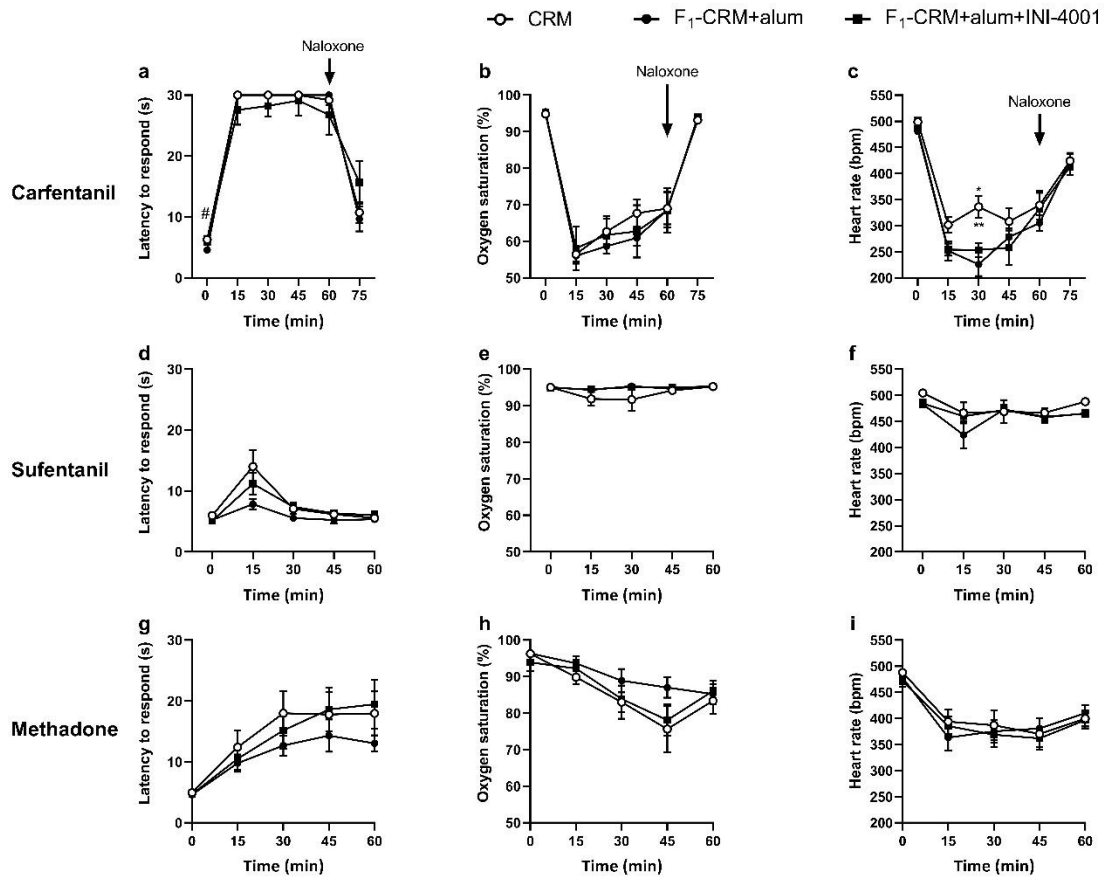 CRM F₁-CRM+alum F₁-CRM+alum+INI-4001
a b c
Naloxone Naloxone Naloxone
Carfentanil
Latency to respond (s)
30
20
10
0
#
0 15 30 45 60 75
Time (min)
Oxygen saturation (%)
100
90
80
70
60
50
0 15 30 45 60 75
Time (min)
Heart rate (bpm)
550
500
450
400
350
300
250
200
*
**
0 15 30 45 60 75
Time (min)
d e f
Sufentanil
Latency to respond (s)
30
20
10
0
0 15 30 45 60
Time (min)
Oxygen saturation (%)
100
90
80
70
60
50
0 15 30 45 60
Time (min)
Heart rate (bpm)
550
500
450
400
350
300
250
200
0 15 30 45 60
Time (min)
g h i
Methadone
Latency to respond (s)
30
20
10
0
0 15 30 45 60
Time (min)
Oxygen saturation (%)
100
90
80
70
60
50
0 15 30 45 60
Time (min)
Heart rate (bpm)
550
500
450
400
350
300
250
200
0 15 30 45 60
Time (min)